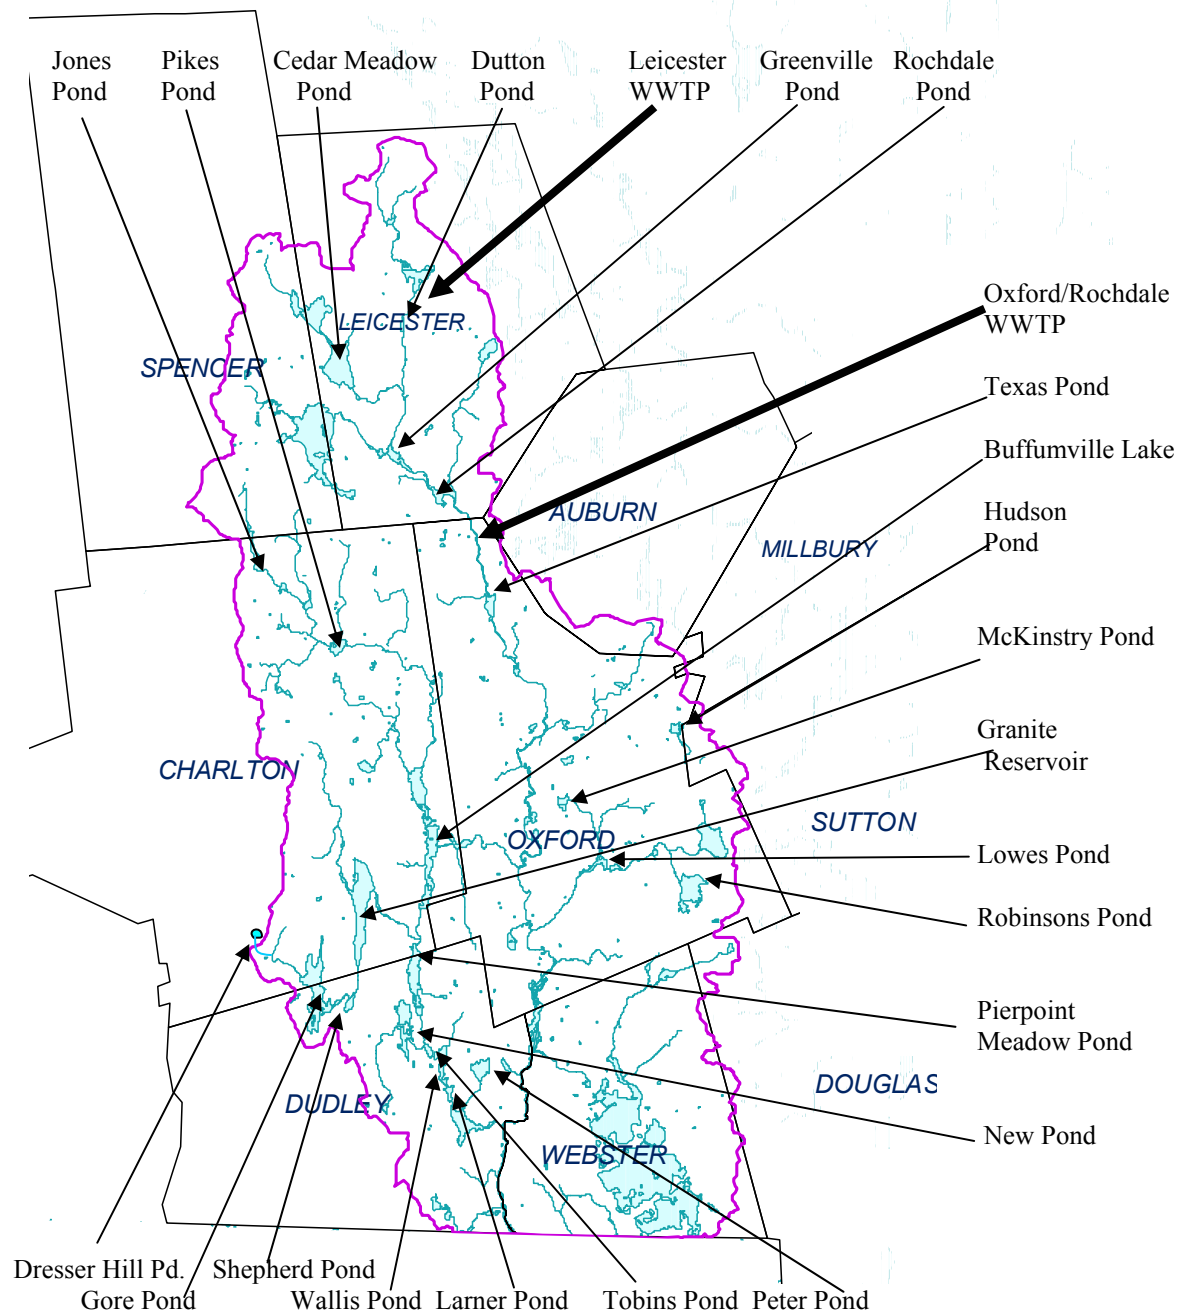 Jones
Pond
Pikes
Pond
Cedar Meadow
Pond
Dutton
Pond
Leicester
WWTP
Greenville
Pond
Rochdale
Pond
Oxford/Rochdale
WWTP
LEICESTER
SPENCER
Texas Pond
Buffumville Lake
AUBURN
Hudson
Pond
MILLBURY
McKinstry Pond
Granite
Reservoir
CHARLTON
SUTTON
OXFORD
Lowes Pond
Robinsons Pond
Pierpoint
Meadow Pond
DOUGLAS
DUDLEY
New Pond
WEBSTER
Dresser Hill Pd.
Shepherd Pond
Gore Pond
Wallis Pond
Larner Pond
Tobins Pond
Peter Pond